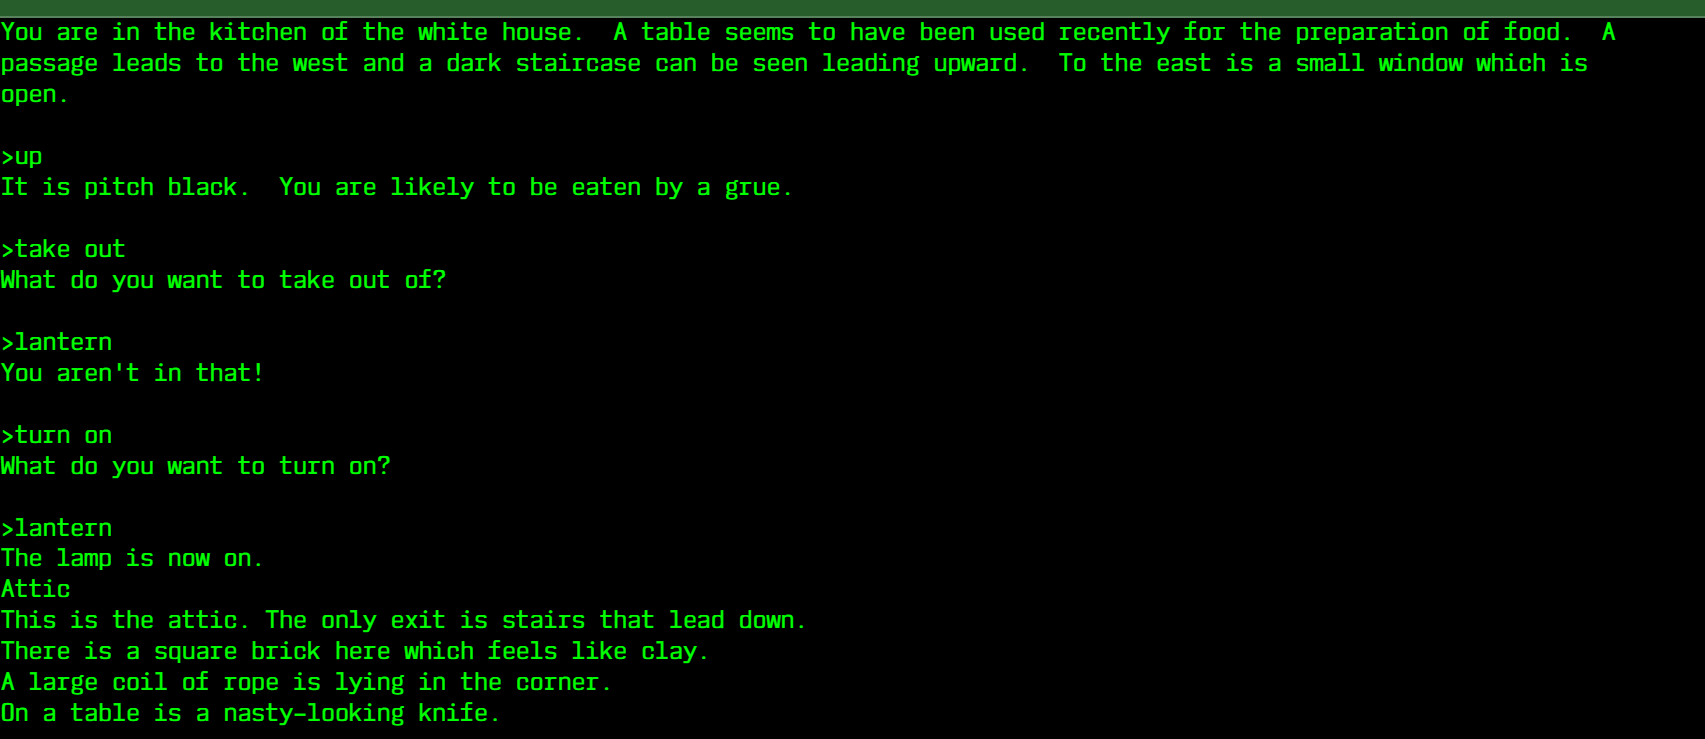 You are in the kitchen of the white house.  A table seems to have been used recently for the preparation of food.  A
passage leads to the west and a dark staircase can be seen leading upward.  To the east is a small window which is
open.
>up
It is pitch black.  You are likely to be eaten by a grue.
>take out
What do you want to take out of?
>lantern
You aren't in that!
>turn on
What do you want to turn on?
>lantern
The lamp is now on.
Attic
This is the attic. The only exit is stairs that lead down.
There is a square brick here which feels like clay.
A large coil of rope is lying in the corner.
On a table is a nasty-looking knife.